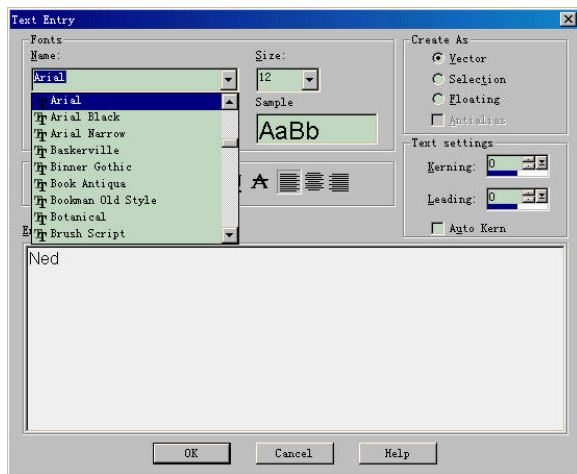 Text Entry
Fonts
Name:
Size:
Arial
12
Arial
Arial Black
Arial Narrow
Baskerville
Binner Gothic
Book Antiqua
Bookman Old Style
Botanical
Brush Script
Sample
AaBb
Create As
Vector
Selection
Floating
Antialias
Text settings
Kerning: 0
Leading: 0
Auto Kern
Ned
OK
Cancel
Help